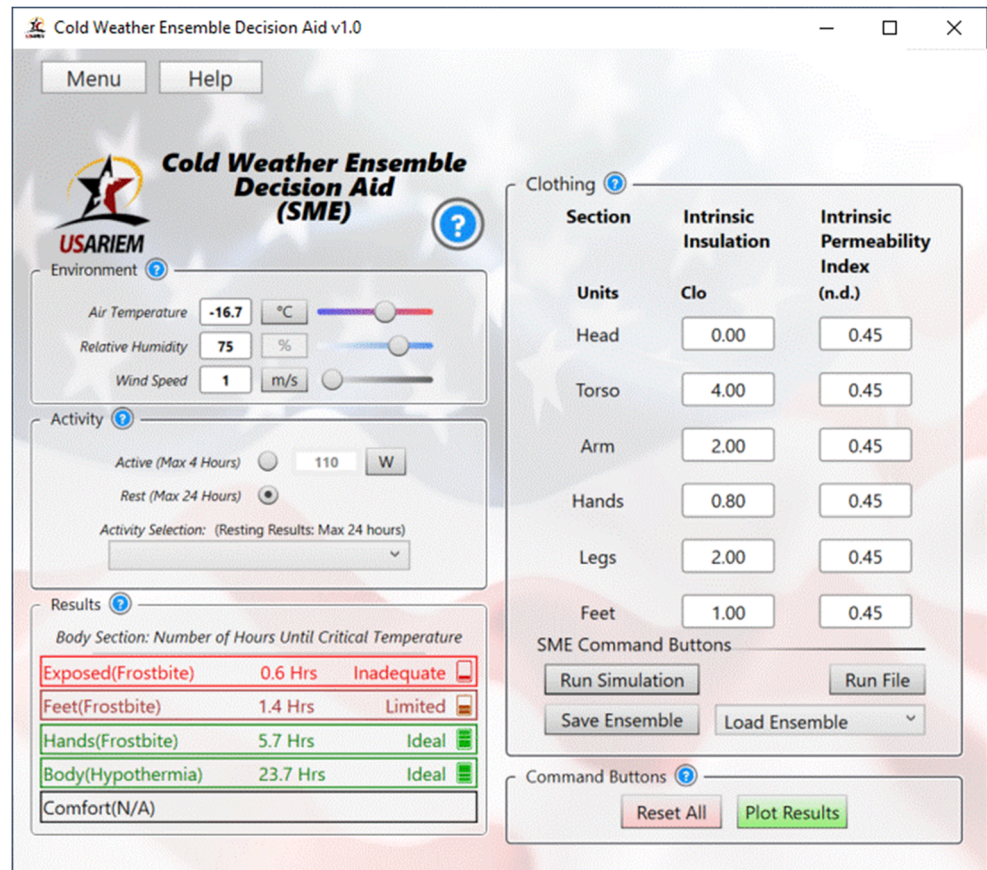 Cold Weather Ensemble Decision Aid v1.0
Menu Help
Cold Weather Ensemble
Decision Aid
(SME)
?
USARIEM
Environment ?
Air Temperature -16.7 °C
Relative Humidity 75 %
Wind Speed 1 m/s
Activity ?
Active (Max 4 Hours) 110 W
Rest (Max 24 Hours)
Activity Selection: (Resting Results: Max 24 hours)
Results ?
Body Section: Number of Hours Until Critical Temperature
Exposed(Frostbite) 0.6 Hrs Inadequate
Feet(Frostbite) 1.4 Hrs Limited
Hands(Frostbite) 5.7 Hrs Ideal
Body(Hypothermia) 23.7 Hrs Ideal
Comfort(N/A)
Clothing ?
Section Intrinsic Insulation Intrinsic Permeability Index
Units Clo (n.d.)
Head 0.00 0.45
Torso 4.00 0.45
Arm 2.00 0.45
Hands 0.80 0.45
Legs 2.00 0.45
Feet 1.00 0.45
SME Command Buttons
Run Simulation Run File
Save Ensemble Load Ensemble
Command Buttons ?
Reset All Plot Results